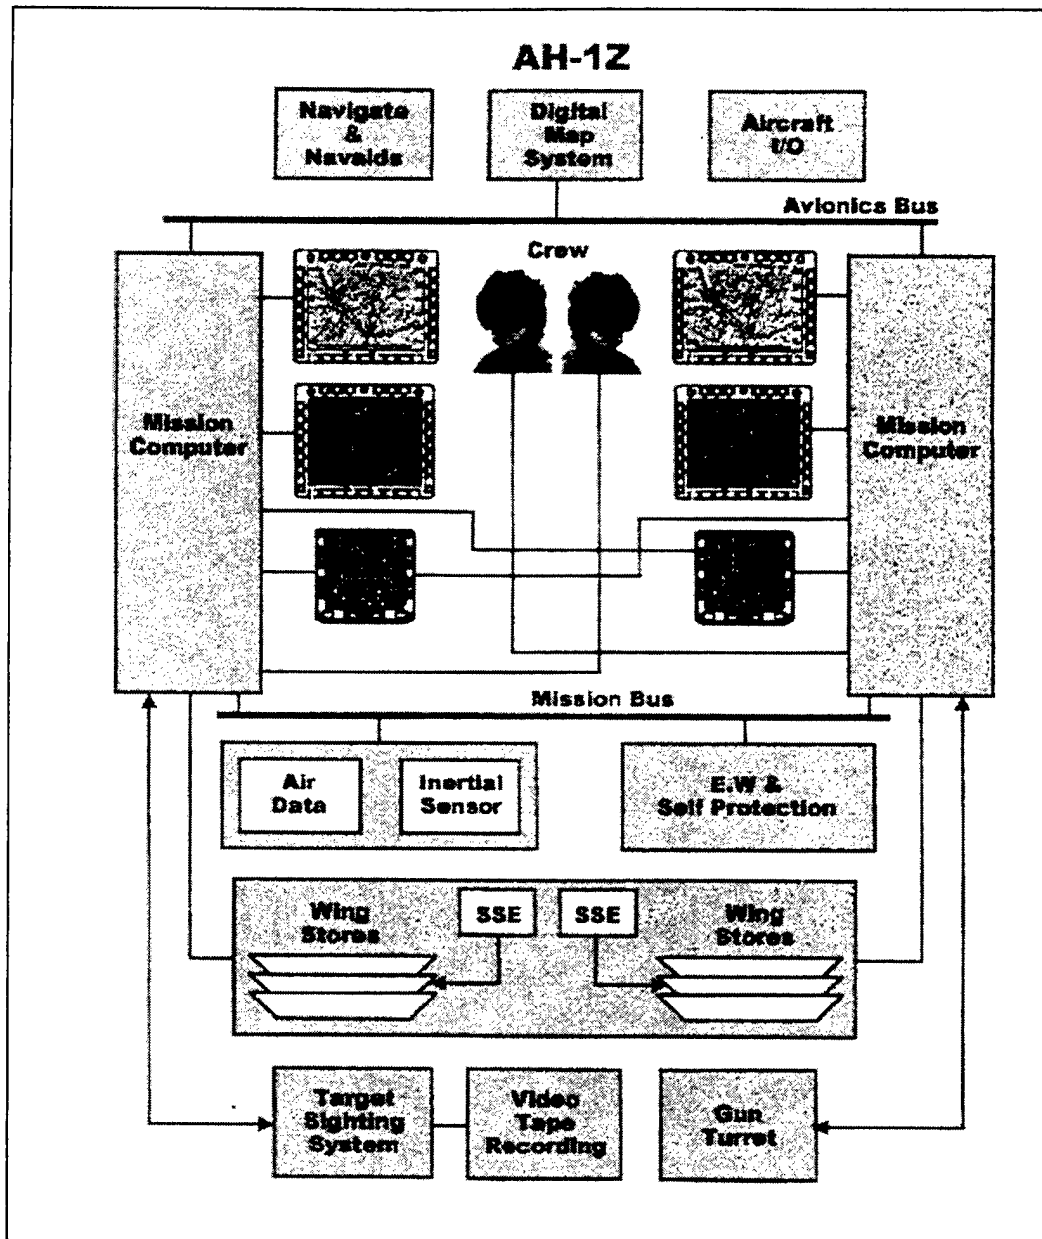 AH-1Z
Navigate
&
Navaids
Digital
Map
System
Aircraft
I/O
Avionics Bus
Crew
Mission
Computer
Mission
Computer
Mission Bus
Air
Data
Inertial
Sensor
E.W &
Self Protection
Wing
Stores
SSE
SSE
Wing
Stores
Target
Sighting
System
Video
Tape
Recording
Gun
Turret